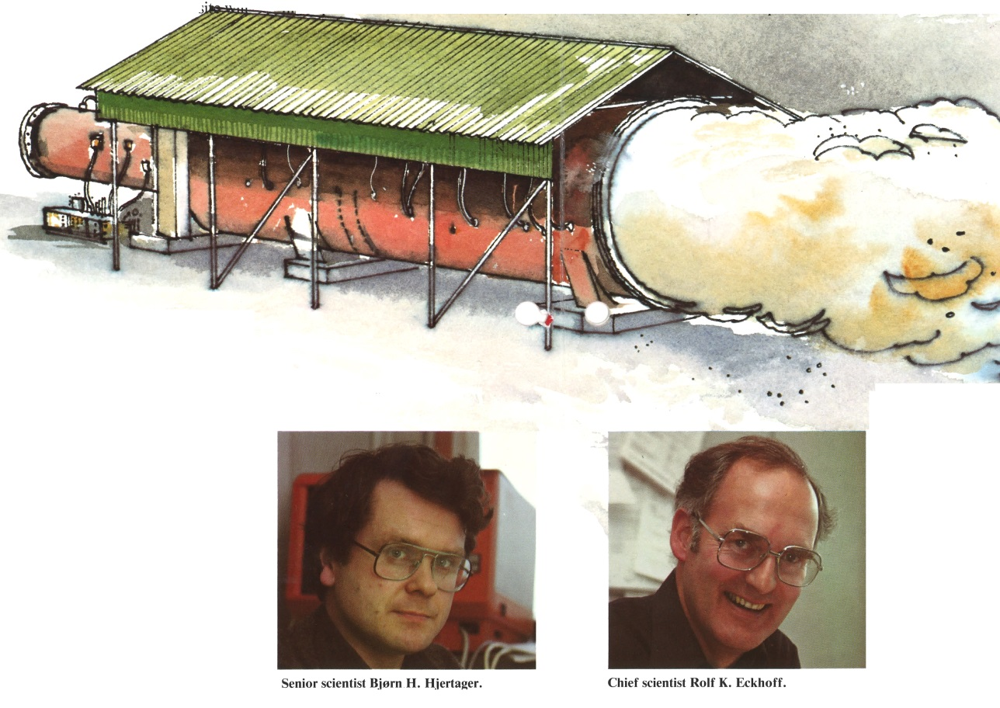 Senior scientist Bjørn H. Hjertager.
Chief scientist Rolf K. Eckhoff.